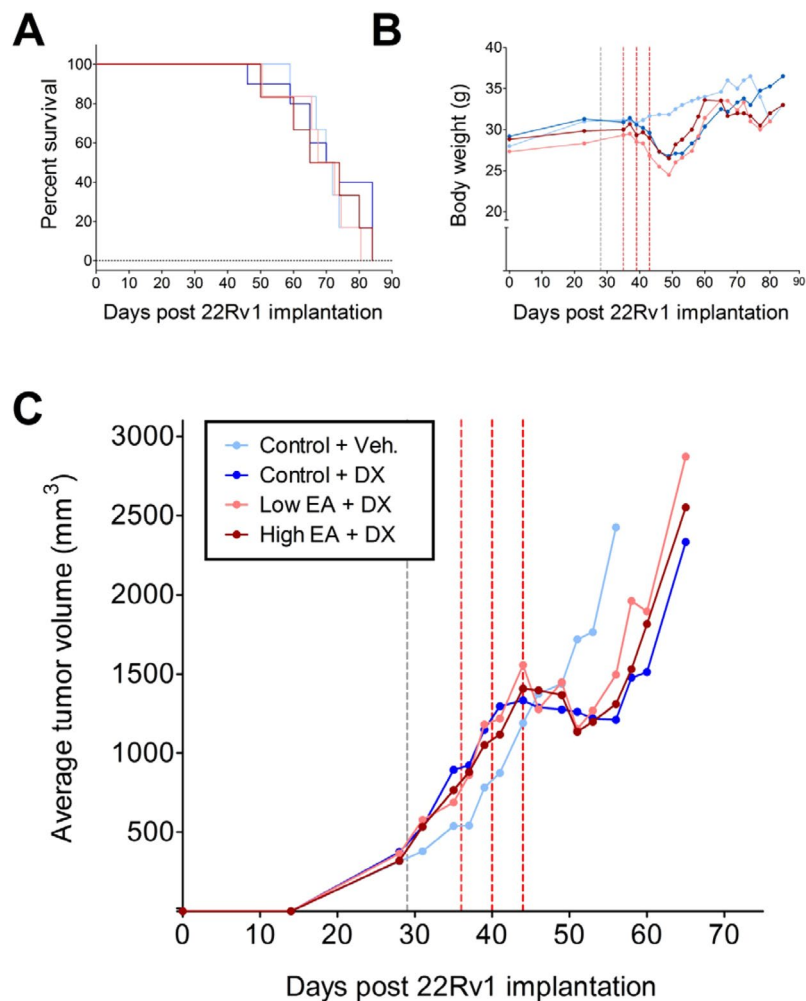 A
Percent survival
100
80
60
40
20
0
0 10 20 30 40 50 60 70 80 90
Days post 22Rv1 implantation
B
Body weight (g)
40
35
30
25
20
0 10 20 30 40 50 60 70 80 90
Days post 22Rv1 implantation
C
Average tumor volume (mm³)
3000
2500
2000
1500
1000
500
Control + Veh.
Control + DX
Low EA + DX
High EA + DX
0 10 20 30 40 50 60 70
Days post 22Rv1 implantation